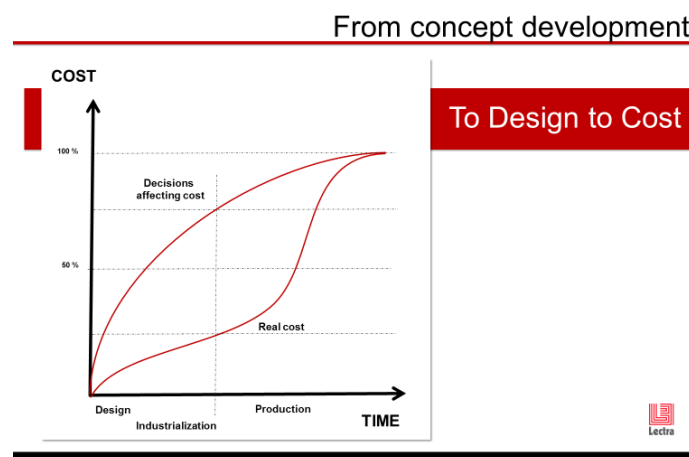 From concept development
To Design to Cost
COST
100 %
Decisions
affecting cost
50 %
Real cost
Design
Industrialization
Production
TIME
Lectra